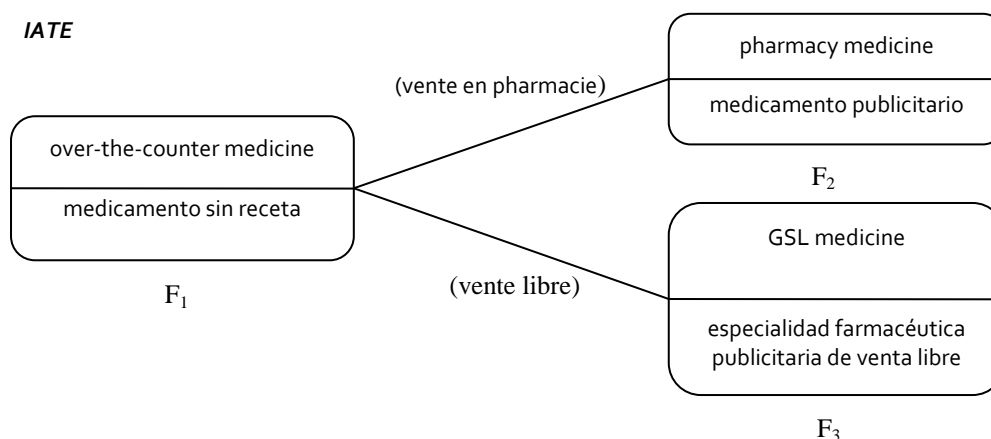 IATE
over-the-counter medicine
medicamento sin receta
F₁
(vente en pharmacie)
(vente libre)
pharmacy medicine
medicamento publicitario
F₂
GSL medicine
especialidad farmacéutica
publicitaria de venta libre
F₃